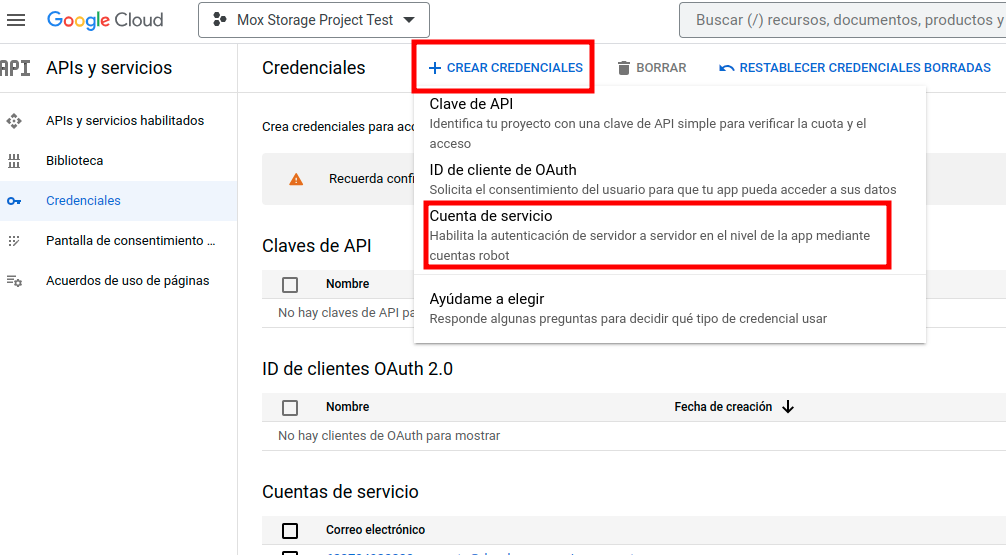 Google Cloud
Mox Storage Project Test
Buscar (/) recursos, documentos, productos y
API
APIs y servicios
Credenciales
+ CREAR CREDENCIALES
BORRAR
RESTABLECER CREDENCIALES BORRADAS
APIs y servicios habilitados
Biblioteca
Credenciales
Pantalla de consentimiento ...
Acuerdos de uso de páginas
Crea credenciales para
Recuerda
Clave de API
Identifica tu proyecto con una clave de API simple para verificar la cuota y el
acceso
ID de cliente de OAuth
Solicita el consentimiento del usuario para que tu app pueda acceder a sus datos
Cuenta de servicio
Habilita la autenticación de servidor a servidor en el nivel de la app mediante
cuentas robot
Ayúdame a elegir
Responde algunas preguntas para decidir qué tipo de credencial usar
Claves de API
Nombre
No hay claves de API
ID de clientes OAuth 2.0
Nombre
Fecha de creación
No hay clientes de OAuth para mostrar
Cuentas de servicio
Correo electrónico